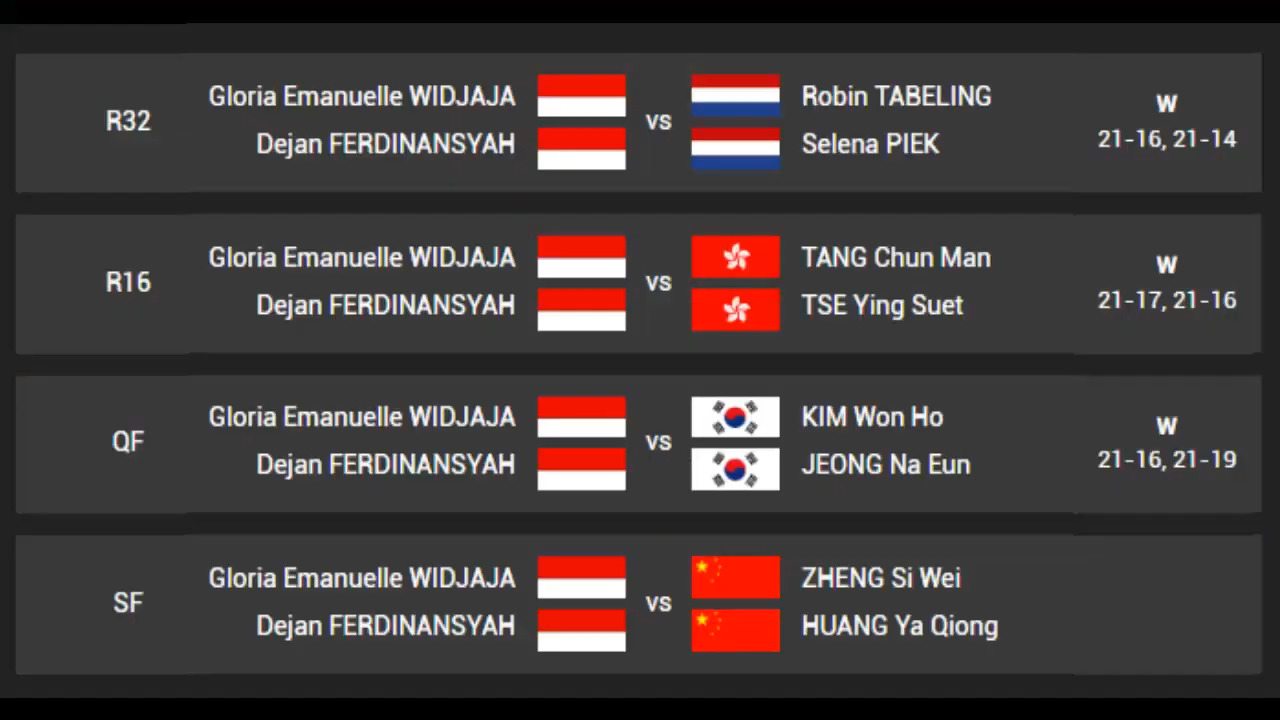 R32
Gloria Emanuelle WIDJAJA
Dejan FERDINANSYAH
vs
Robin TABELING
Selena PIEK
W
21-16, 21-14
R16
Gloria Emanuelle WIDJAJA
Dejan FERDINANSYAH
vs
TANG Chun Man
TSE Ying Suet
W
21-17, 21-16
QF
Gloria Emanuelle WIDJAJA
Dejan FERDINANSYAH
vs
KIM Won Ho
JEONG Na Eun
W
21-16, 21-19
SF
Gloria Emanuelle WIDJAJA
Dejan FERDINANSYAH
vs
ZHENG Si Wei
HUANG Ya Qiong